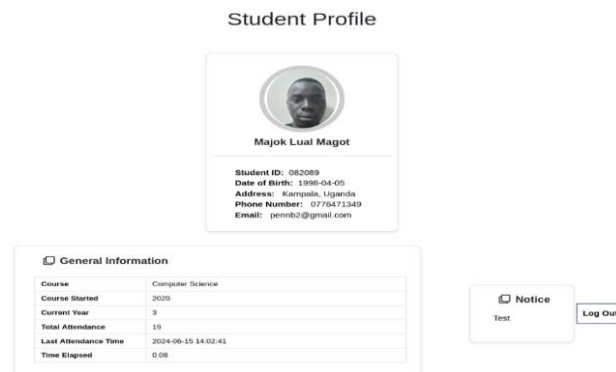 Student Profile
Majok Lual Magot
Student ID: 082089
Date of Birth: 1998-04-05
Address: Kampala, Uganda
Phone Number: 0776471349
Email: pennb2@gmail.com
General Information
Course Computer Science
Course Started 2020
Current Year 3
Total Attendance 19
Last Attendance Time 2024-06-15 14:02:41
Time Elapsed 0.08
Notice
Test
Log Out